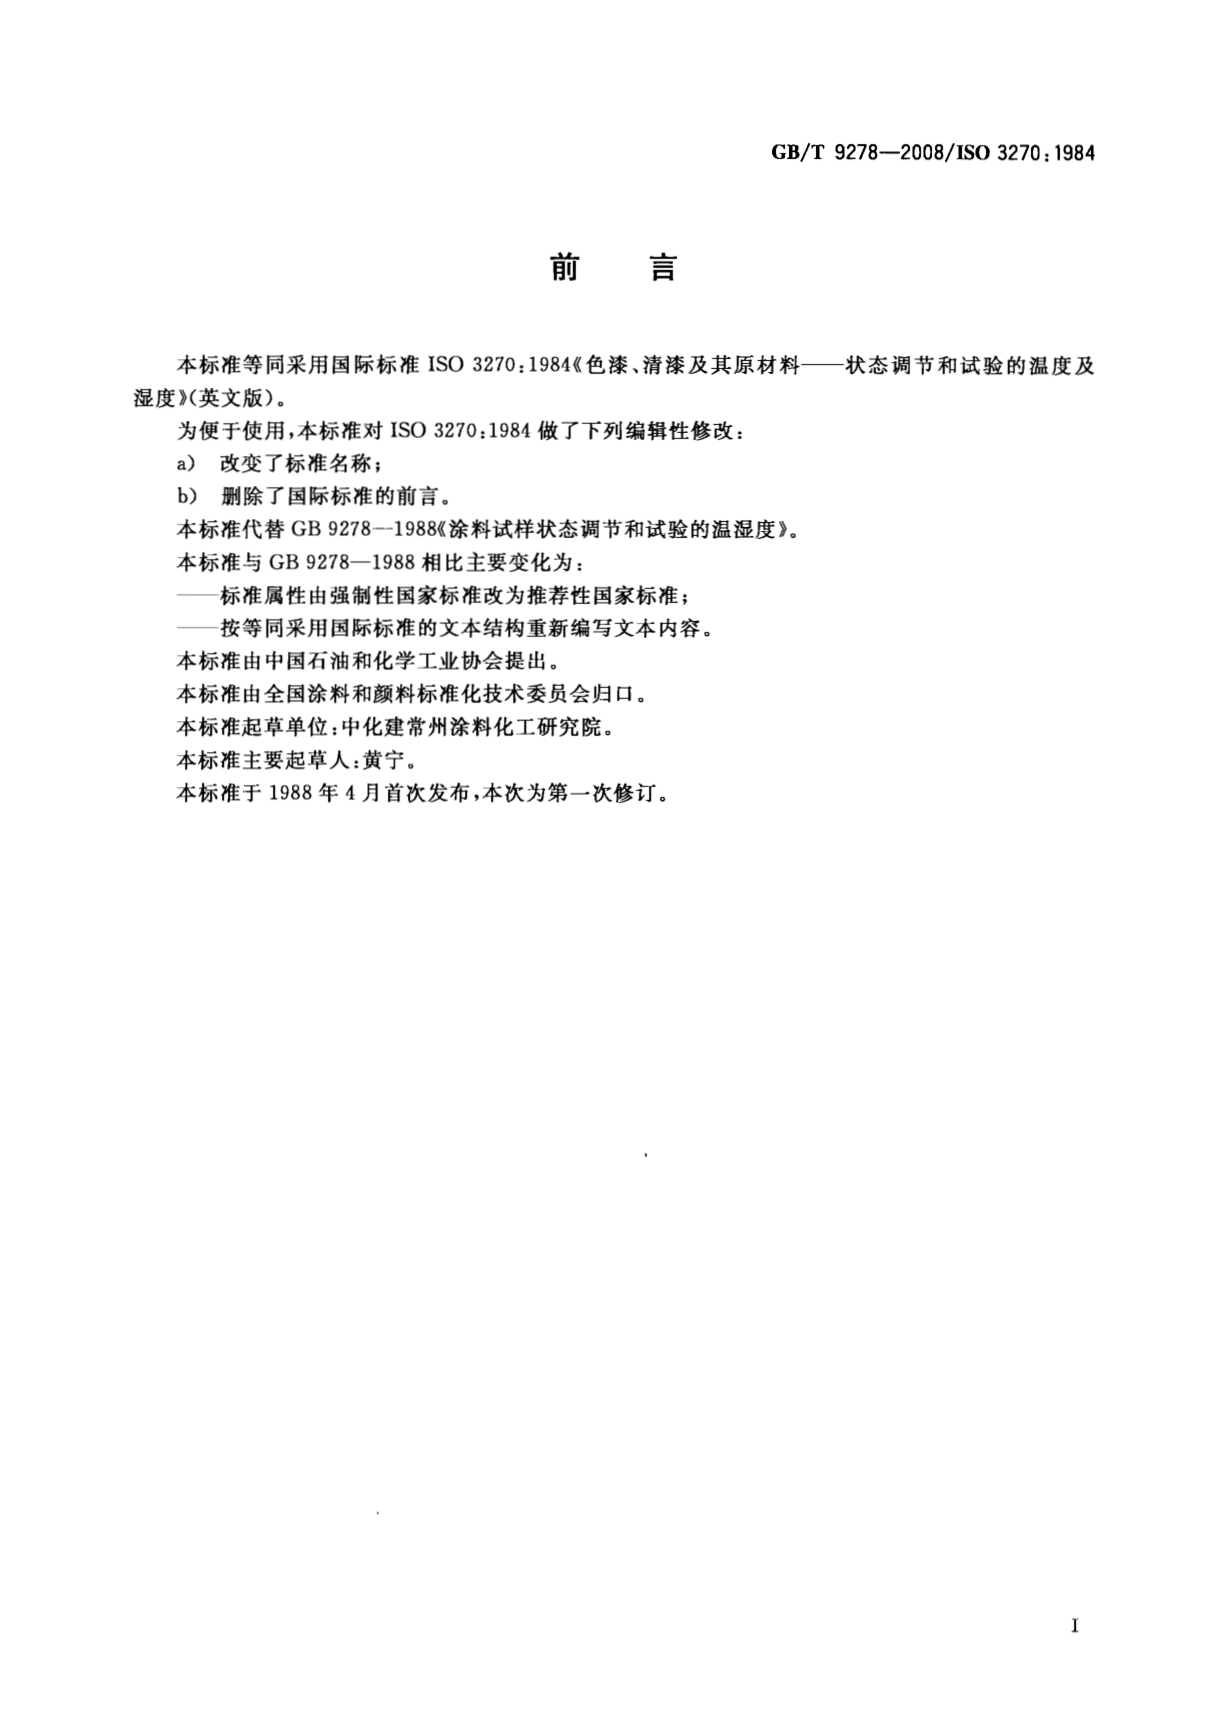 GB/T 9278—2008/ISO 3270:1984
前 言
本标准等同采用国际标准 ISO 3270:1984《色漆、清漆及其原材料——状态调节和试验的温度及
湿度》(英文版)。
为便于使用,本标准对 ISO 3270:1984 做了下列编辑性修改:
a) 改变了标准名称;
b) 删除了国际标准的前言。
本标准代替 GB 9278—1988《涂料试样状态调节和试验的温湿度》。
本标准与 GB 9278—1988 相比主要变化为:
——标准属性由强制性国家标准改为推荐性国家标准;
——按等同采用国际标准的文本结构重新编写文本内容。
本标准由中国石油和化学工业协会提出。
本标准由全国涂料和颜料标准化技术委员会归口。
本标准起草单位:中化建常州涂料化工研究院。
本标准主要起草人:黄宁。
本标准于 1988 年 4 月首次发布,本次为第一次修订。
I